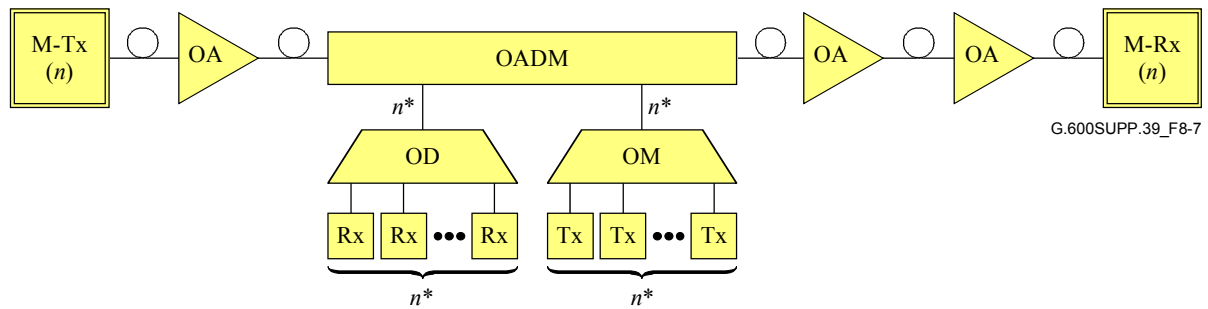 M-Tx
(n)
OA
OADM
OA
OA
M-Rx
(n)
G.600SUPP.39_F8-7
n*
n*
OD
OM
Rx
Rx
•••
Rx
Tx
Tx
•••
Tx
n*
n*